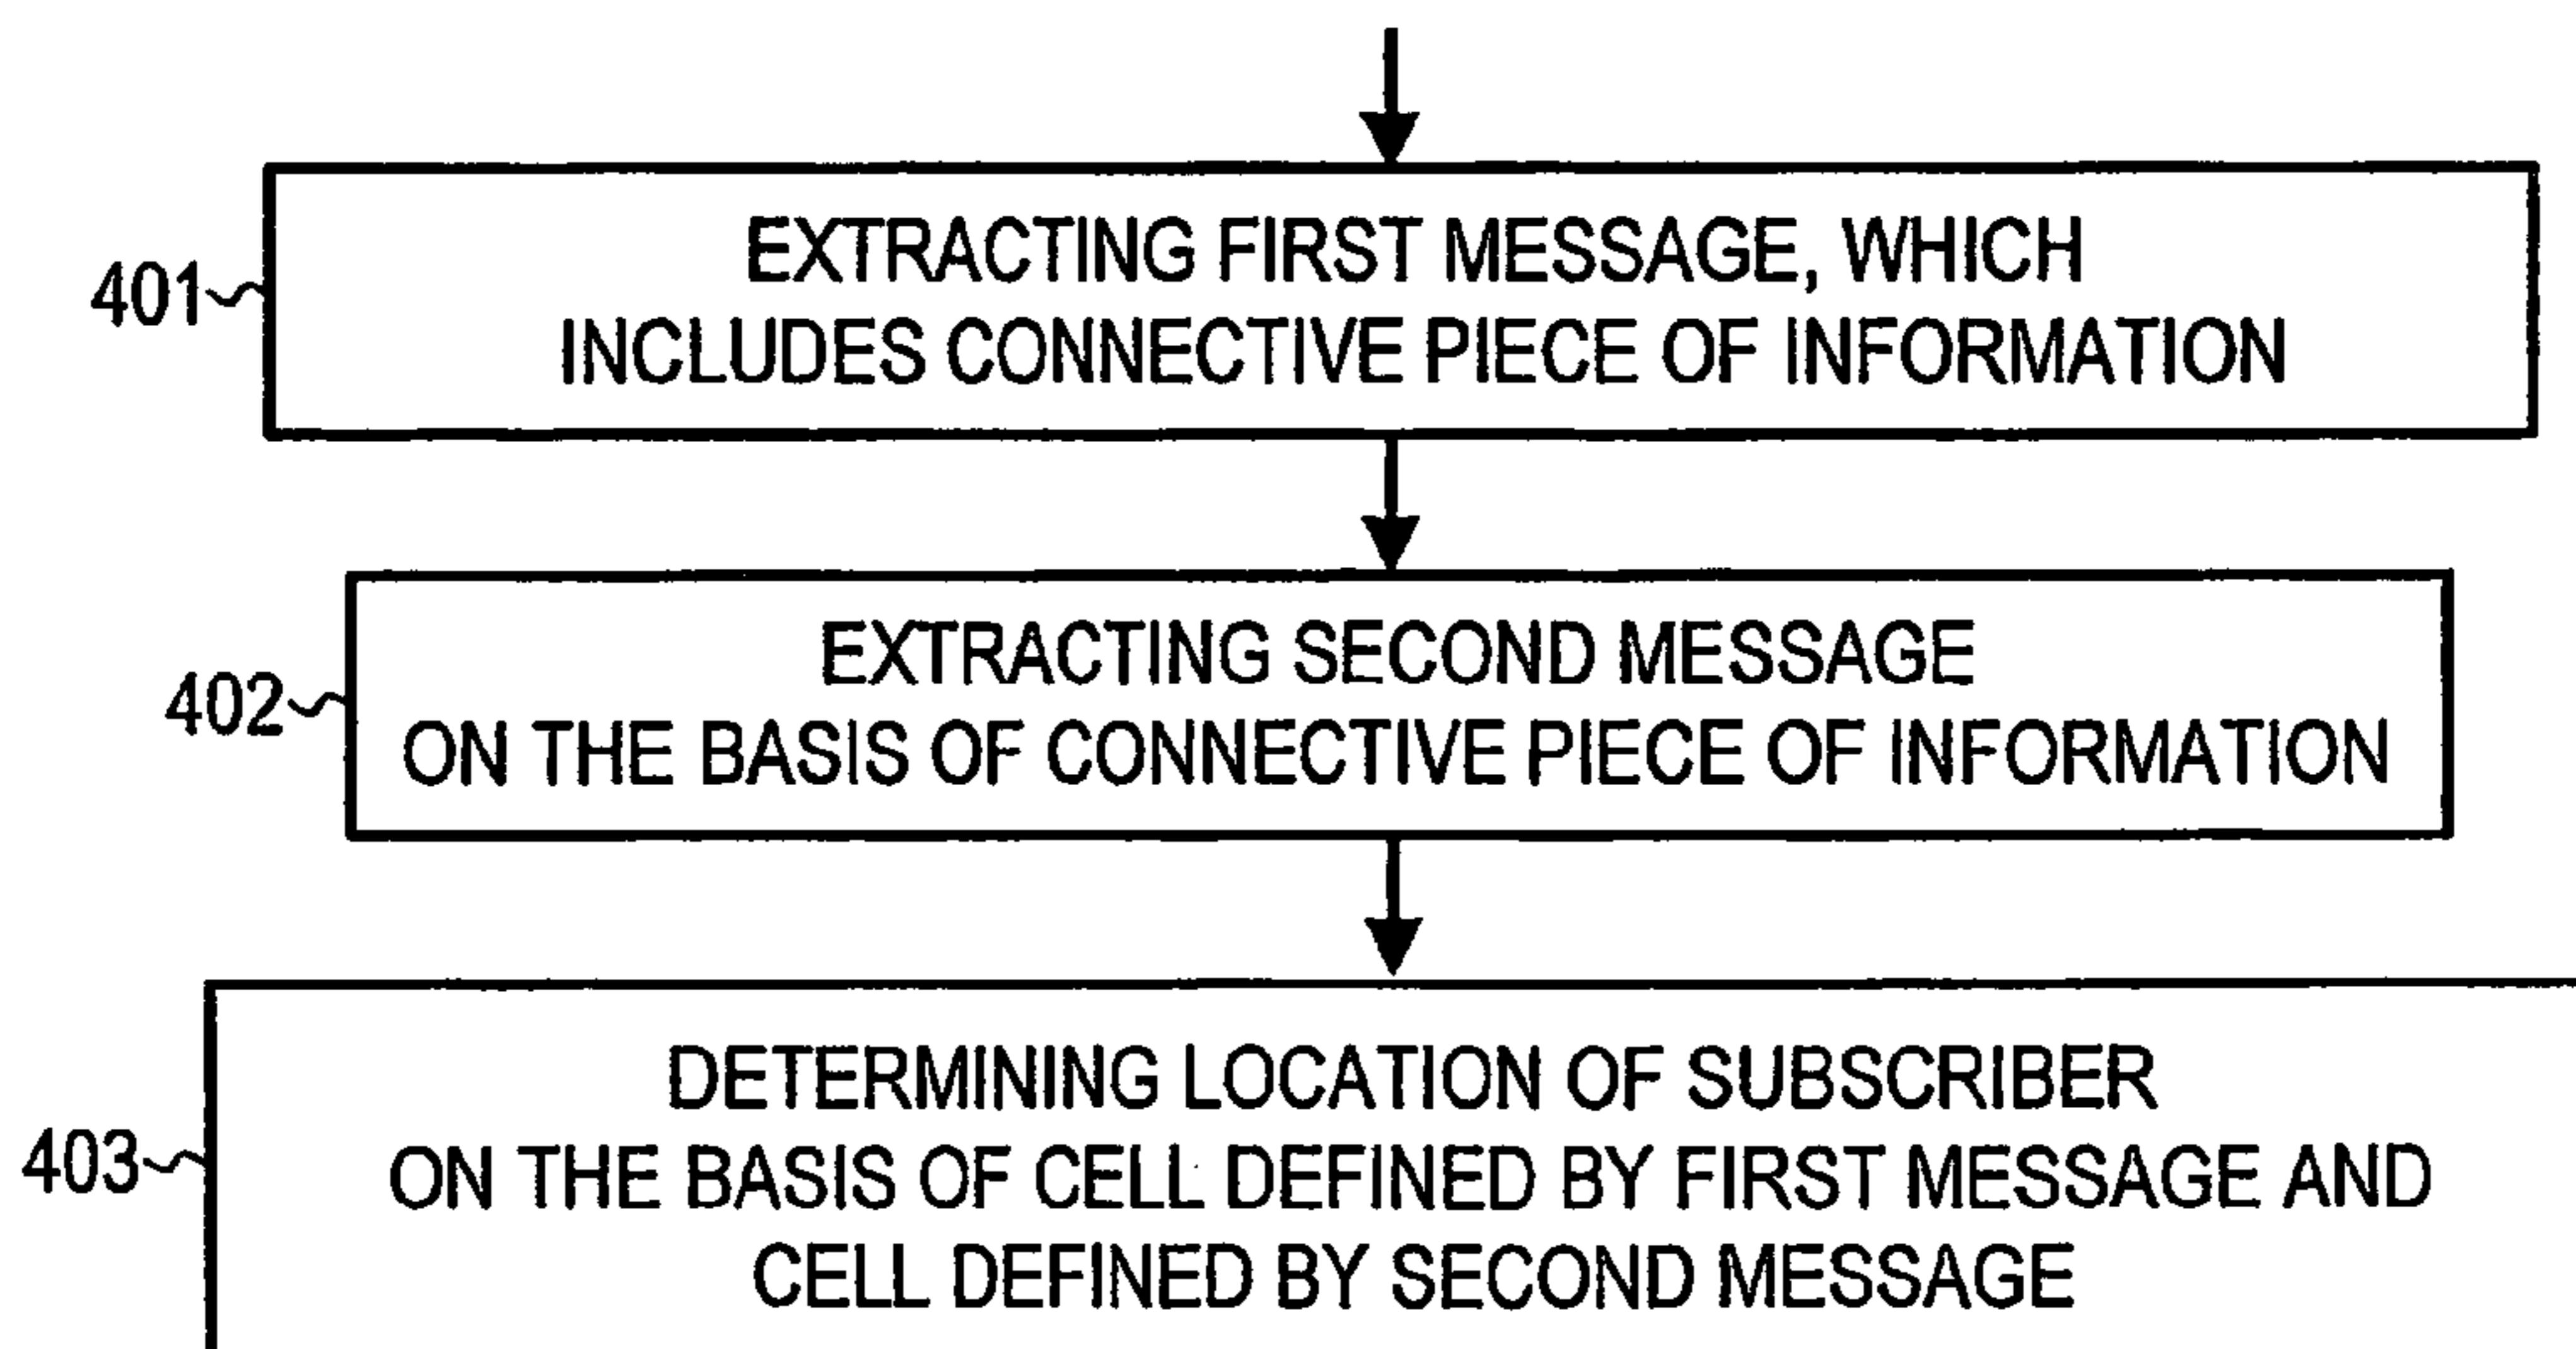 401
EXTRACTING FIRST MESSAGE, WHICH
INCLUDES CONNECTIVE PIECE OF INFORMATION
402
EXTRACTING SECOND MESSAGE
ON THE BASIS OF CONNECTIVE PIECE OF INFORMATION
403
DETERMINING LOCATION OF SUBSCRIBER
ON THE BASIS OF CELL DEFINED BY FIRST MESSAGE AND
CELL DEFINED BY SECOND MESSAGE